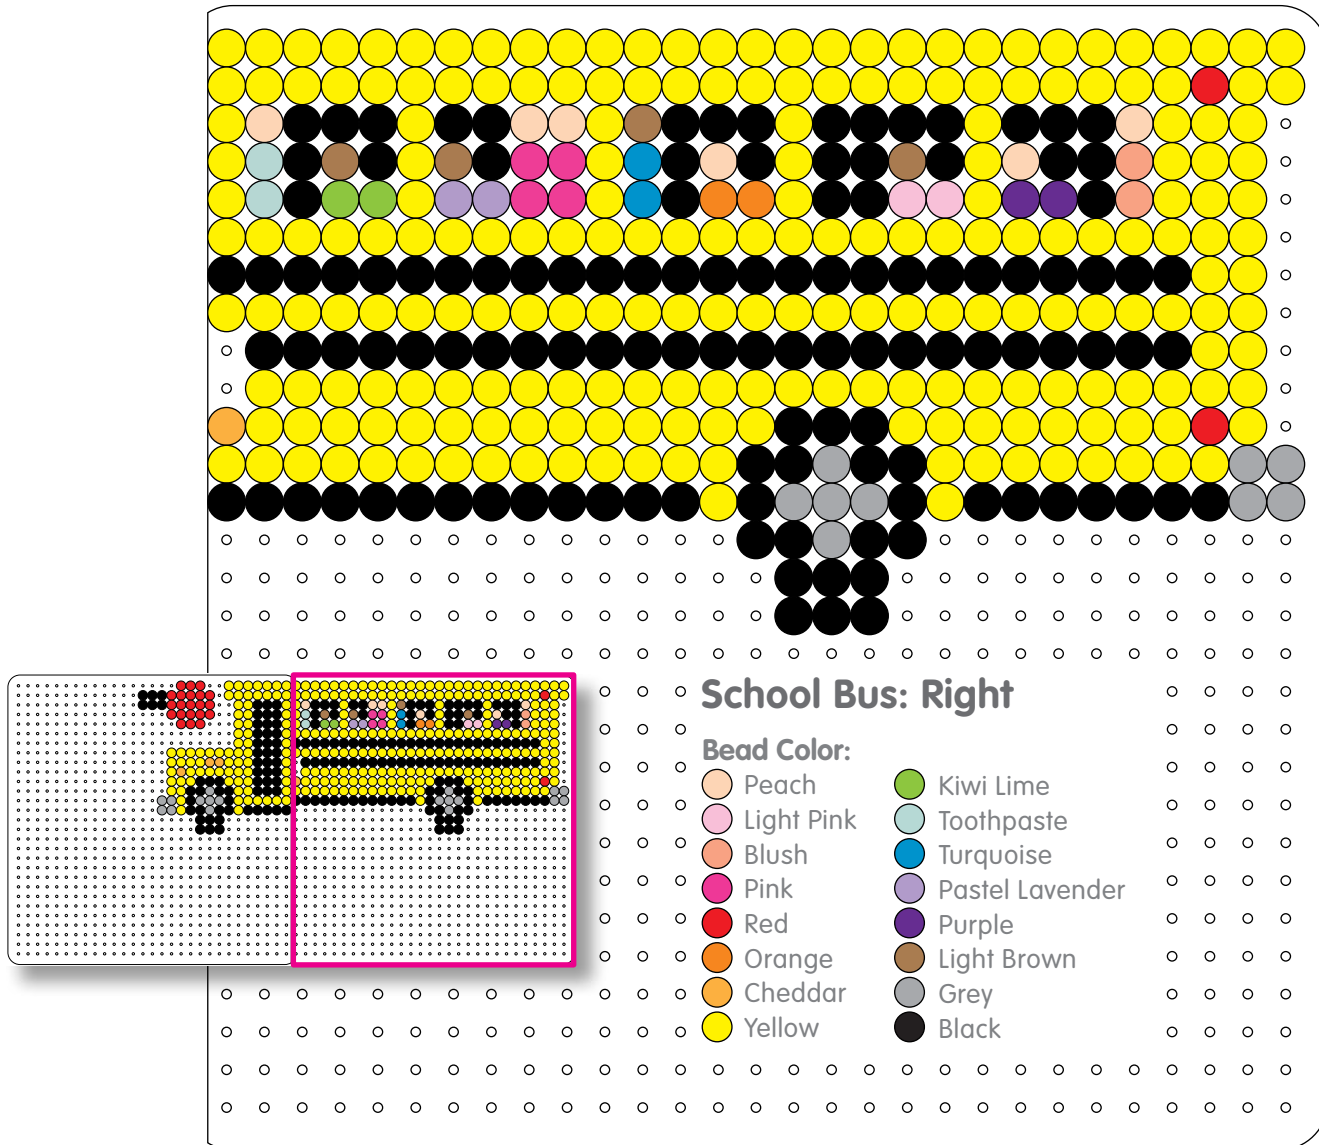 School Bus: Right
Bead Color:
Peach
Light Pink
Blush
Pink
Red
Orange
Cheddar
Yellow
Kiwi Lime
Toothpaste
Turquoise
Pastel Lavender
Purple
Light Brown
Grey
Black